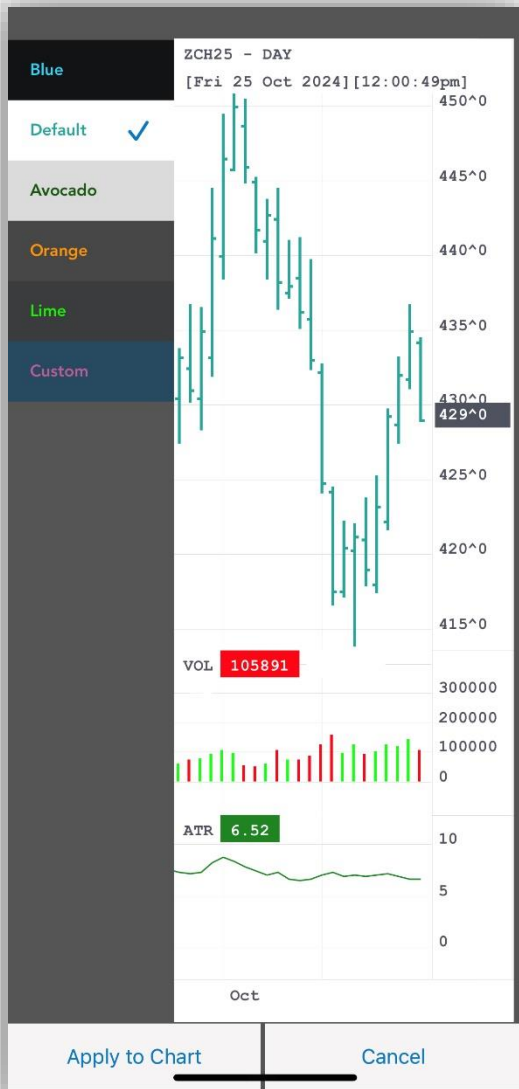 Blue
Default
Avocado
Orange
Lime
Custom
ZCH25 - DAY
[Fri 25 Oct 2024][12:00:49pm]
450^0
445^0
440^0
435^0
430^0
429^0
425^0
420^0
415^0
VOL 105891
300000
200000
100000
0
ATR 6.52
10
5
0
Oct
Apply to Chart
Cancel